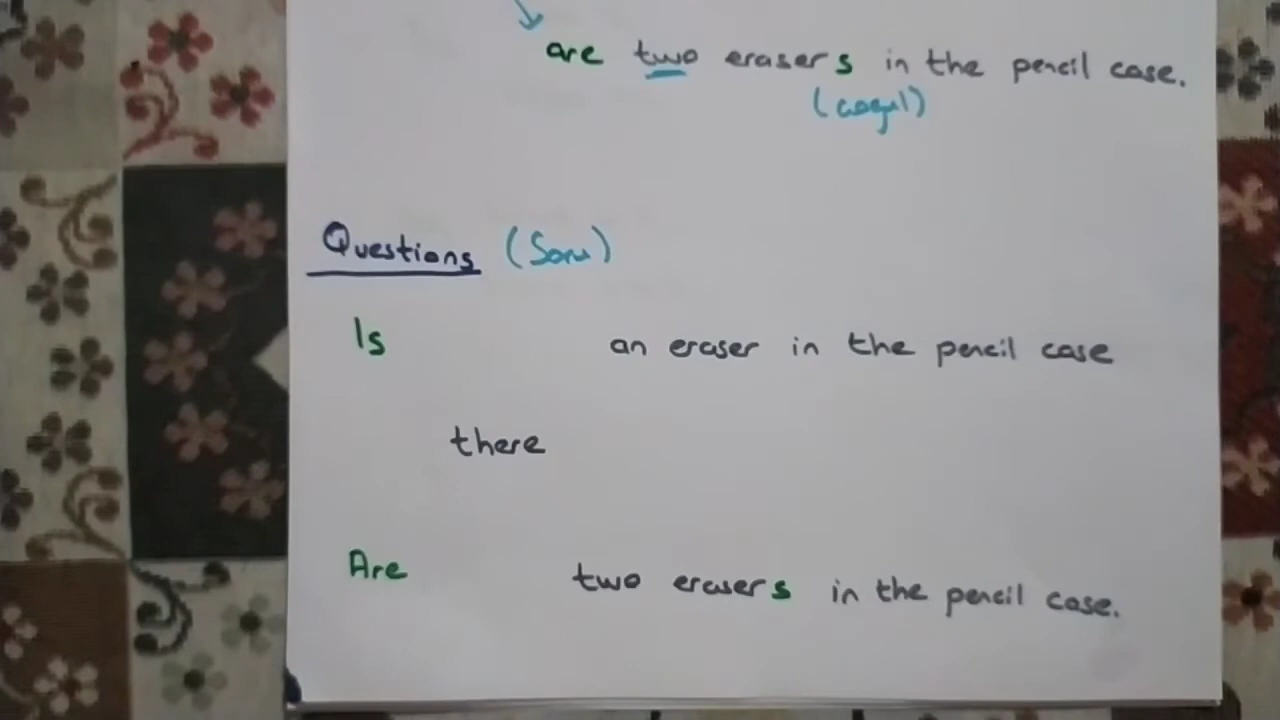 are two erasers in the pencil case.
(çoğul)
Questions (Soru)
Is an eraser in the pencil case
there
Are two erasers in the pencil case.